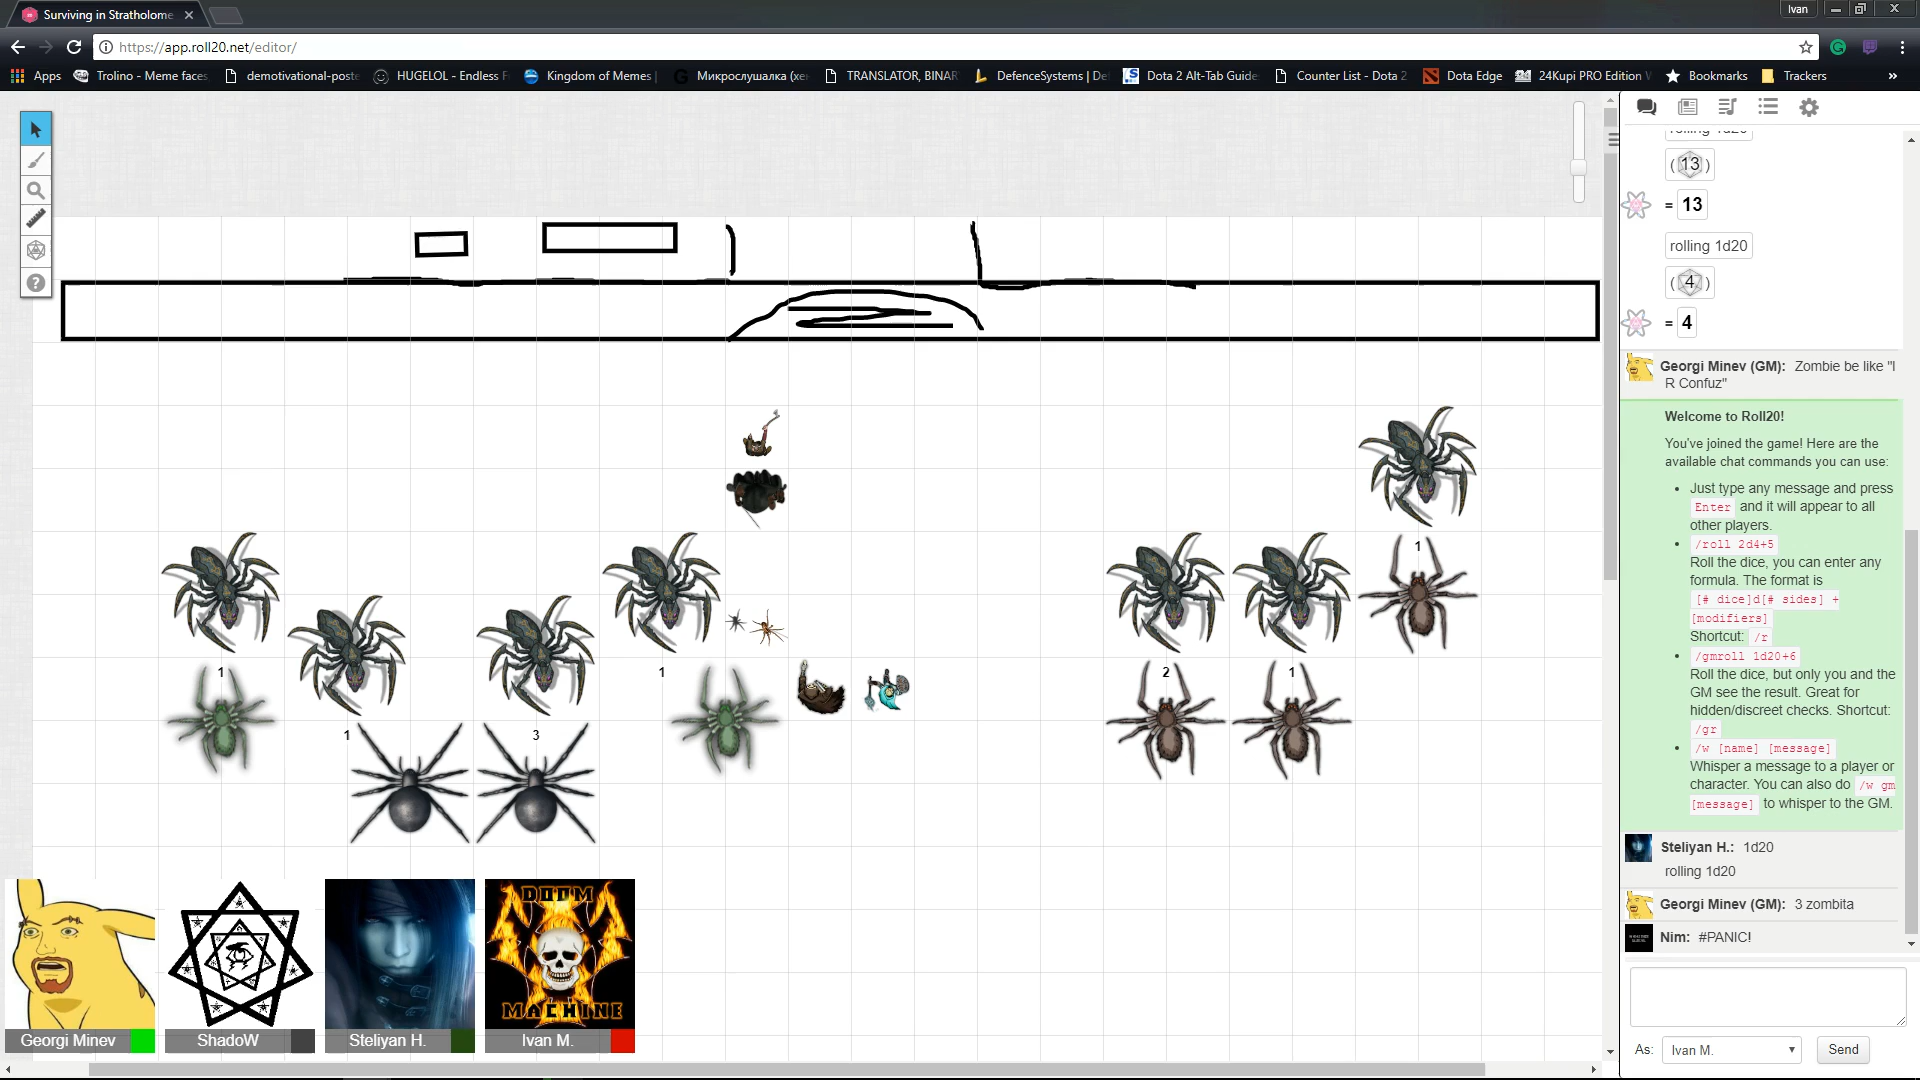 Surviving in Stratholome
Ivan
https://app.roll20.net/editor/
Apps
Trolino - Meme faces
demotivational-poste
HUGELOL - Endless F
Kingdom of Memes |
Микрослушалка (хе
TRANSLATOR, BINAR
DefenceSystems | De
Dota 2 Alt-Tab Guide
Counter List - Dota 2
Dota Edge
24Kupi PRO Edition V
Bookmarks
Trackers
»
rolling 1d20
(13)
= 13
rolling 1d20
(4)
= 4
Georgi Minev (GM): Zombie be like "I
R Confuz"
Welcome to Roll20!
You've joined the game! Here are the
available chat commands you can use:
• Just type any message and press
Enter and it will appear to all
other players.
• /roll 2d4+5
Roll the dice, you can enter any
formula. The format is
[# dice]d[# sides] +
[modifiers]
Shortcut: /r
• /gmroll 1d20+6
Roll the dice, but only you and the
GM see the result. Great for
hidden/discreet checks. Shortcut:
/gr
• /w [name] [message]
Whisper a message to a player or
character. You can also do /w gm
[message] to whisper to the GM.
Steliyan H.: 1d20
rolling 1d20
Georgi Minev (GM): 3 zombita
Nim: #PANIC!
As: Ivan M.
Send
1
1
1
2
1
1
3
DOOM
MACHINE
Georgi Minev
ShadoW
Steliyan H.
Ivan M.